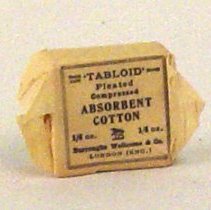 'TABLOID'
Pleated
Compressed
ABSORBENT
COTTON
1/4 oz. 1/4 oz.
Burroughs Wellcome & Co.
LONDON (ENG.)